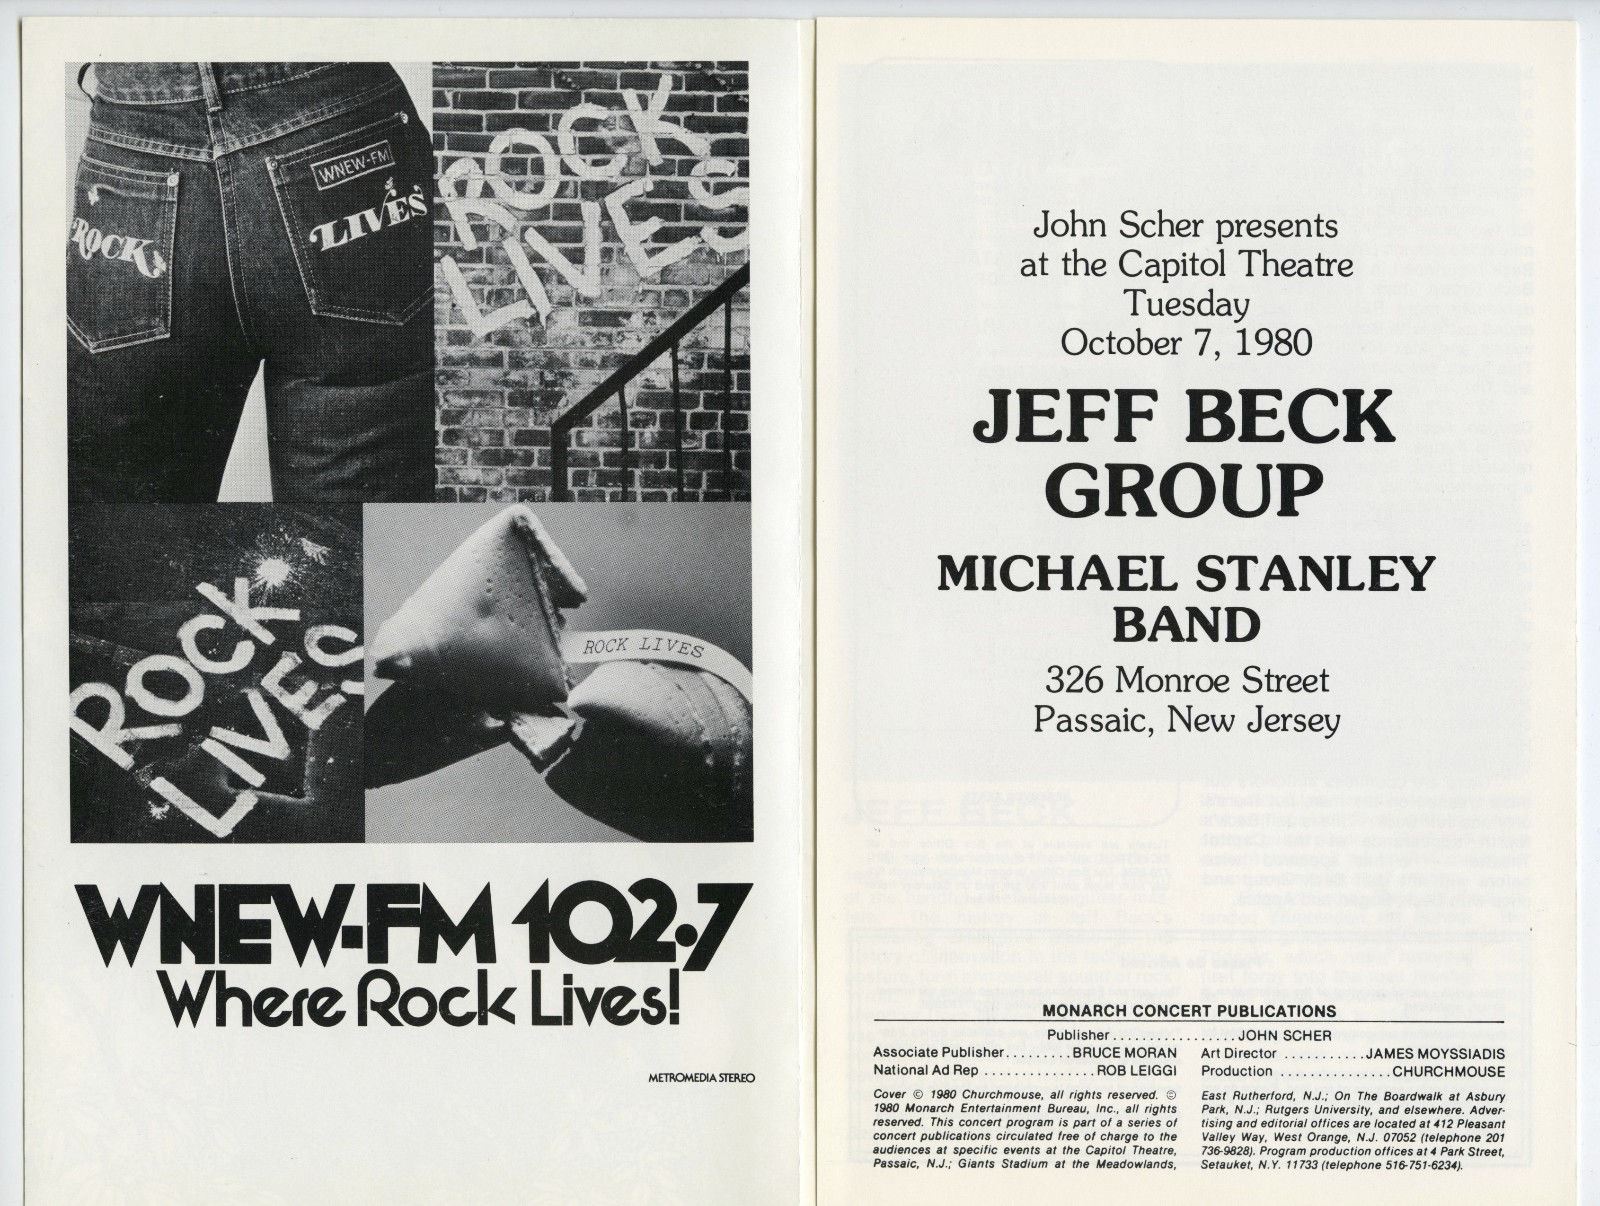 ROCK
WNEW-FM
LIVES
ROCK
LIVES
ROCK
LIVES
ROCK LIVES
WNEW-FM 102.7
Where Rock Lives!
METROMEDIA STEREO
John Scher presents
at the Capitol Theatre
Tuesday
October 7, 1980
JEFF BECK
GROUP
MICHAEL STANLEY
BAND
326 Monroe Street
Passaic, New Jersey
MONARCH CONCERT PUBLICATIONS
Publisher.................JOHN SCHER
Associate Publisher.........BRUCE MORAN
National Ad Rep ...............ROB LEIGGI
Art Director ...........JAMES MOYSSIADIS
Production ...............CHURCHMOUSE
Cover © 1980 Churchmouse, all rights reserved. ©
1980 Monarch Entertainment Bureau, Inc., all rights
reserved. This concert program is part of a series of
concert publications circulated free of charge to the
audiences at specific events at the Capitol Theatre,
Passaic, N.J.; Giants Stadium at the Meadowlands,
East Rutherford, N.J.; On The Boardwalk at Asbury
Park, N.J.; Rutgers University, and elsewhere. Adver-
tising and editorial offices are located at 412 Pleasant
Valley Way, West Orange, N.J. 07052 (telephone 201
736-9828). Program production offices at 4 Park Street,
Setauket, N.Y. 11733 (telephone 516-751-6234).